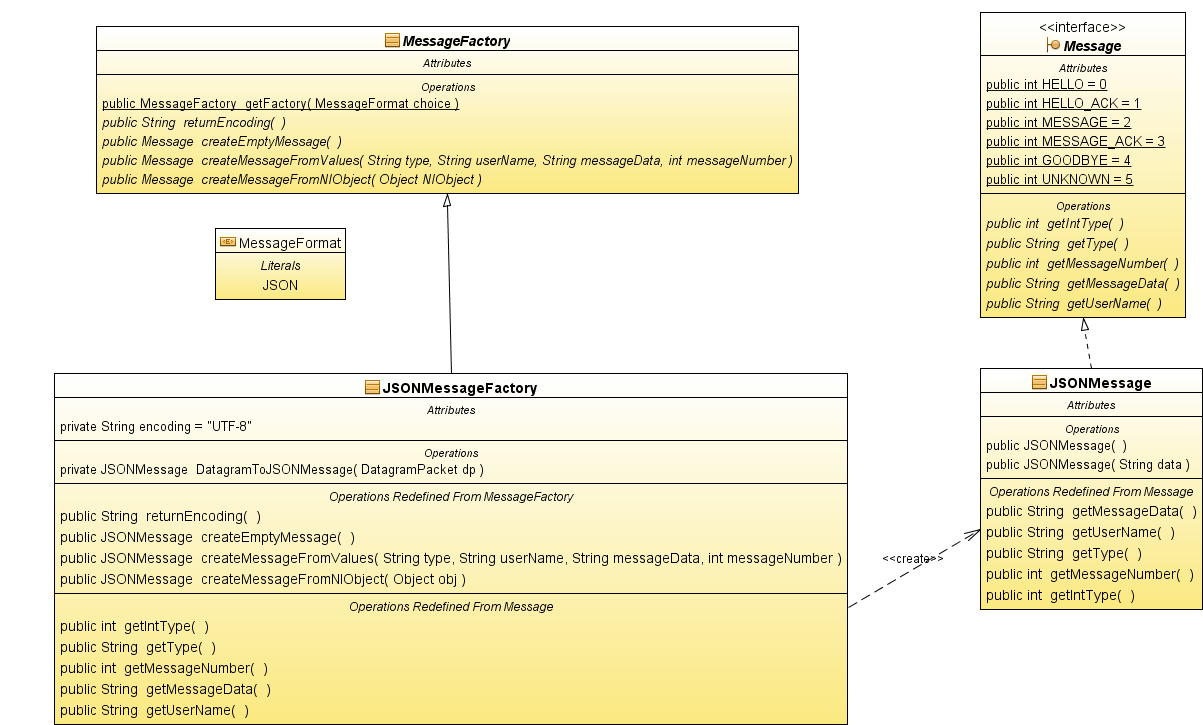 MessageFactory
Attributes
Operations
public MessageFactory getFactory( MessageFormat choice )
public String returnEncoding( )
public Message createEmptyMessage( )
public Message createMessageFromValues( String type, String userName, String messageData, int messageNumber )
public Message createMessageFromNIObject( Object NIObject )
<<interface>>
Message
Attributes
public int HELLO = 0
public int HELLO_ACK = 1
public int MESSAGE = 2
public int MESSAGE_ACK = 3
public int GOODBYE = 4
public int UNKNOWN = 5
Operations
public int getIntType( )
public String getType( )
public int getMessageNumber( )
public String getMessageData( )
public String getUserName( )
<E> MessageFormat
Literals
JSON
JSONMessageFactory
Attributes
private String encoding = "UTF-8"
Operations
private JSONMessage DatagramToJSONMessage( DatagramPacket dp )
Operations Redefined From MessageFactory
public String returnEncoding( )
public JSONMessage createEmptyMessage( )
public JSONMessage createMessageFromValues( String type, String userName, String messageData, int messageNumber )
public JSONMessage createMessageFromNIObject( Object obj )
Operations Redefined From Message
public int getIntType( )
public String getType( )
public int getMessageNumber( )
public String getMessageData( )
public String getUserName( )
<<create>>
JSONMessage
Attributes
Operations
public JSONMessage( )
public JSONMessage( String data )
Operations Redefined From Message
public String getMessageData( )
public String getUserName( )
public String getType( )
public int getMessageNumber( )
public int getIntType( )